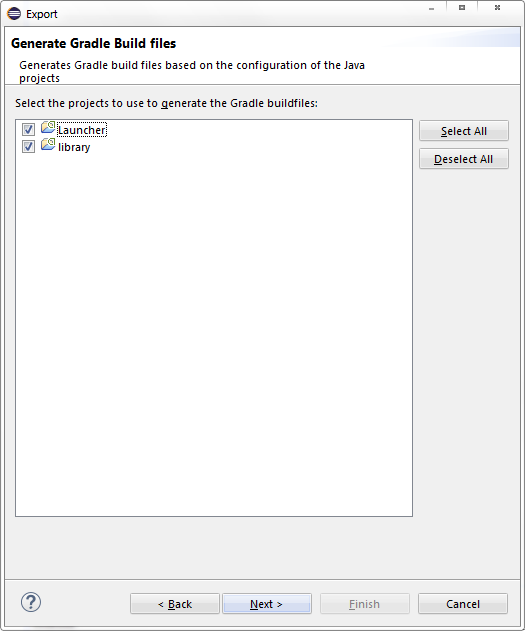 Export
Generate Gradle Build files
Generates Gradle build files based on the configuration of the Java
projects
Select the projects to use to generate the Gradle buildfiles:
Launcher
library
Select All
Deselect All
?
< Back
Next >
Finish
Cancel